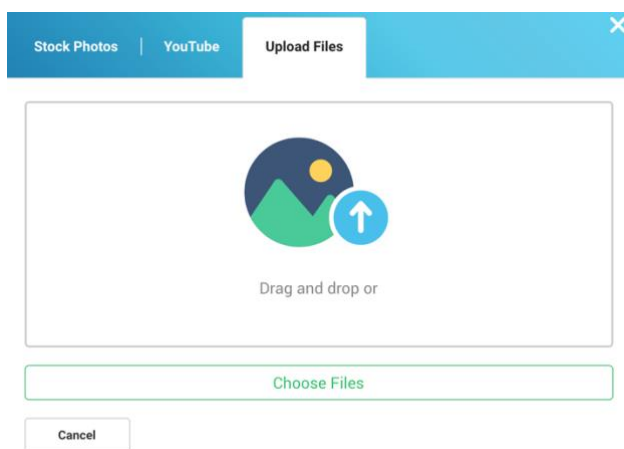 Stock Photos | YouTube Upload Files
Drag and drop or
Choose Files
Cancel